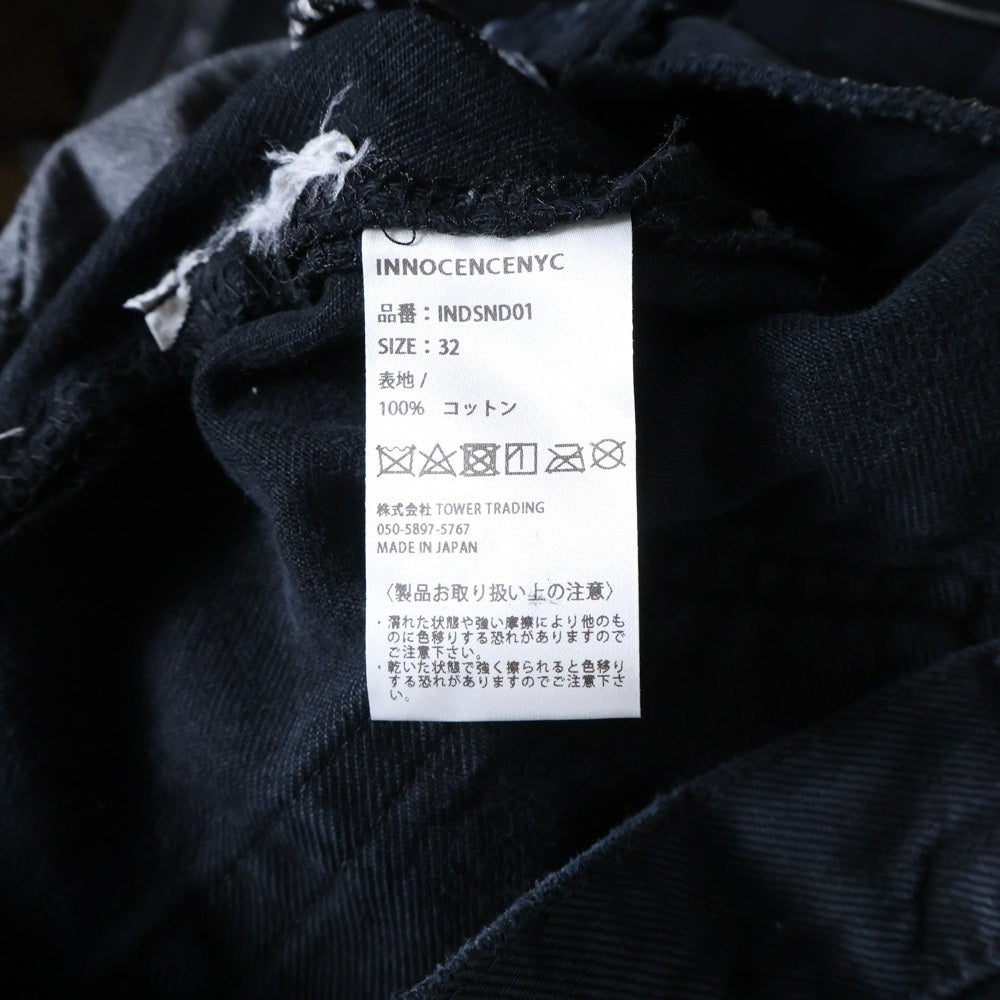 INNOCENCENYC
品番：INDSND01
SIZE：32
表地 /
100% コットン
株式会社 TOWER TRADING
050-5897-5767
MADE IN JAPAN
〈製品お取り扱い上の注意〉
・濡れた状態や強い摩擦により他のも
のに色移りする恐れがありますので
ご注意下さい。
・乾いた状態で強く擦られると色移り
する恐れがありますのでご注意下さ
い。